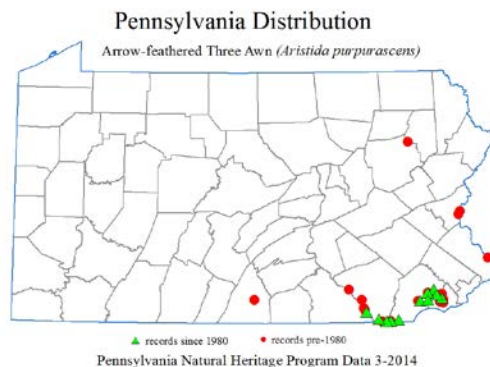 Pennsylvania Distribution
Arrow-feathered Three Awn (Aristida purpurascens)
records since 1980 records pre-1980
Pennsylvania Natural Heritage Program Data 3-2014